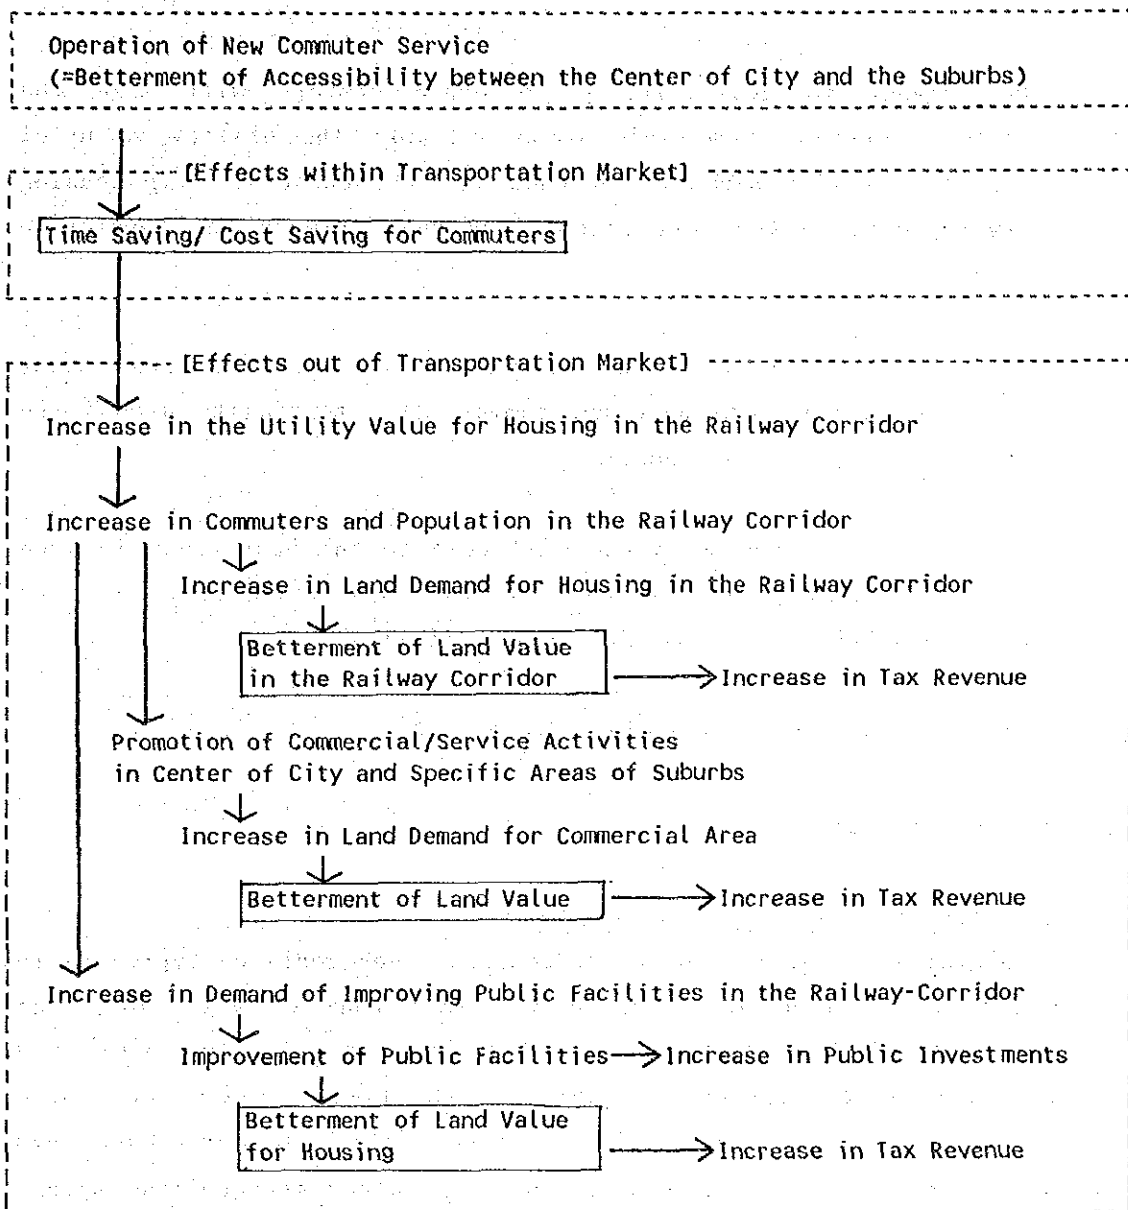 Operation of New Commuter Service
(=Betterment of Accessibility between the Center of City and the Suburbs)
[Effects within Transportation Market]
Time Saving/ Cost Saving for Commuters
[Effects out of Transportation Market]
Increase in the Utility Value for Housing in the Railway Corridor
Increase in Commuters and Population in the Railway Corridor
Increase in Land Demand for Housing in the Railway Corridor
Betterment of Land Value
in the Railway Corridor
Increase in Tax Revenue
Promotion of Commercial/Service Activities
in Center of City and Specific Areas of Suburbs
Increase in Land Demand for Commercial Area
Betterment of Land Value
Increase in Tax Revenue
Increase in Demand of Improving Public Facilities in the Railway-Corridor
Improvement of Public Facilities
Increase in Public Investments
Betterment of Land Value
for Housing
Increase in Tax Revenue